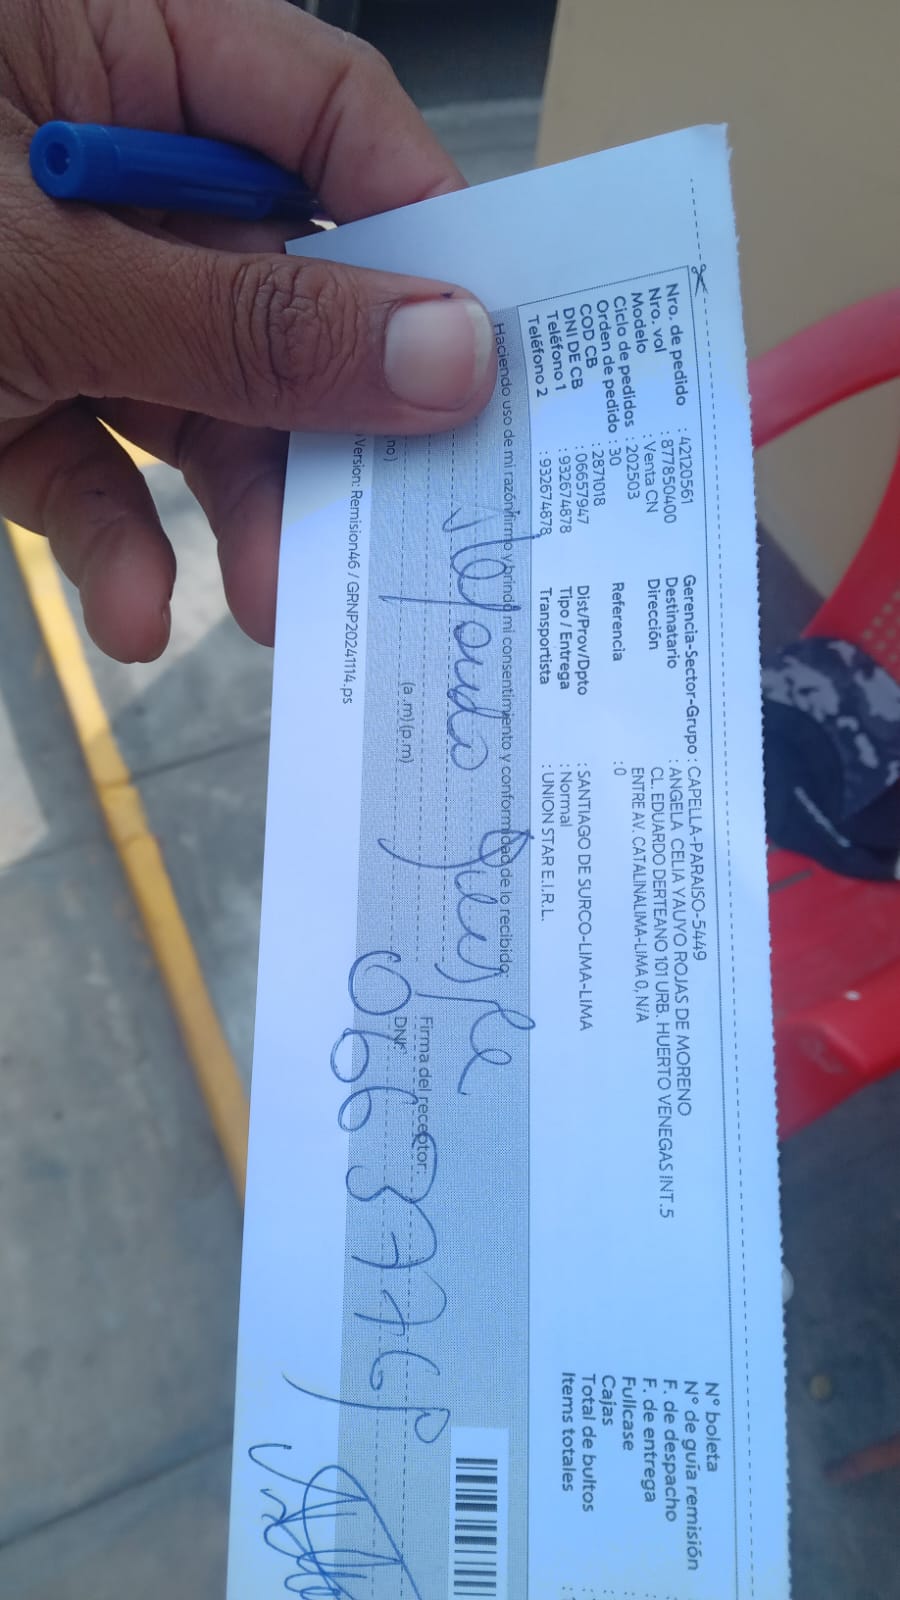 Nro. de pedido : 42120561
Nro. vol : 877850400
Modelo : Venta CN
Ciclo de pedidos : 202503
Orden de pedido : 30
COD CB : 2871018
DNI DE CB : 06657947
Teléfono 1 : 932674878
Teléfono 2 : 932674878
Gerencia-Sector-Grupo : CAPELLA-PARAISO-5449
Destinatario : ANGELA CELIA YAUYO ROJAS DE MORENO
Dirección CL. EDUARDO DERTEANO 101 URB. HUERTO VENEGAS INT.5
ENTRE AV. CATALINALIMA-LIMA 0, N/A
Referencia :0
Dist/Prov/Dpto : SANTIAGO DE SURCO-LIMA-LIMA
Tipo / Entrega : Normal
Transportista : UNION STAR E.I.R.L.
N° boleta
N° de guía remisión :
F. de despacho :
F. de entrega :
Fullcase :
Cajas :
Total de bultos :
Items totales :
Haciendo uso de mi razón firmo y brindo mi consentimiento y conformidad de lo recibido:
Firma del receptor:
no)
(a .m) (p.m)
DNI:
Version: Remision46 / GRNP20241114.ps